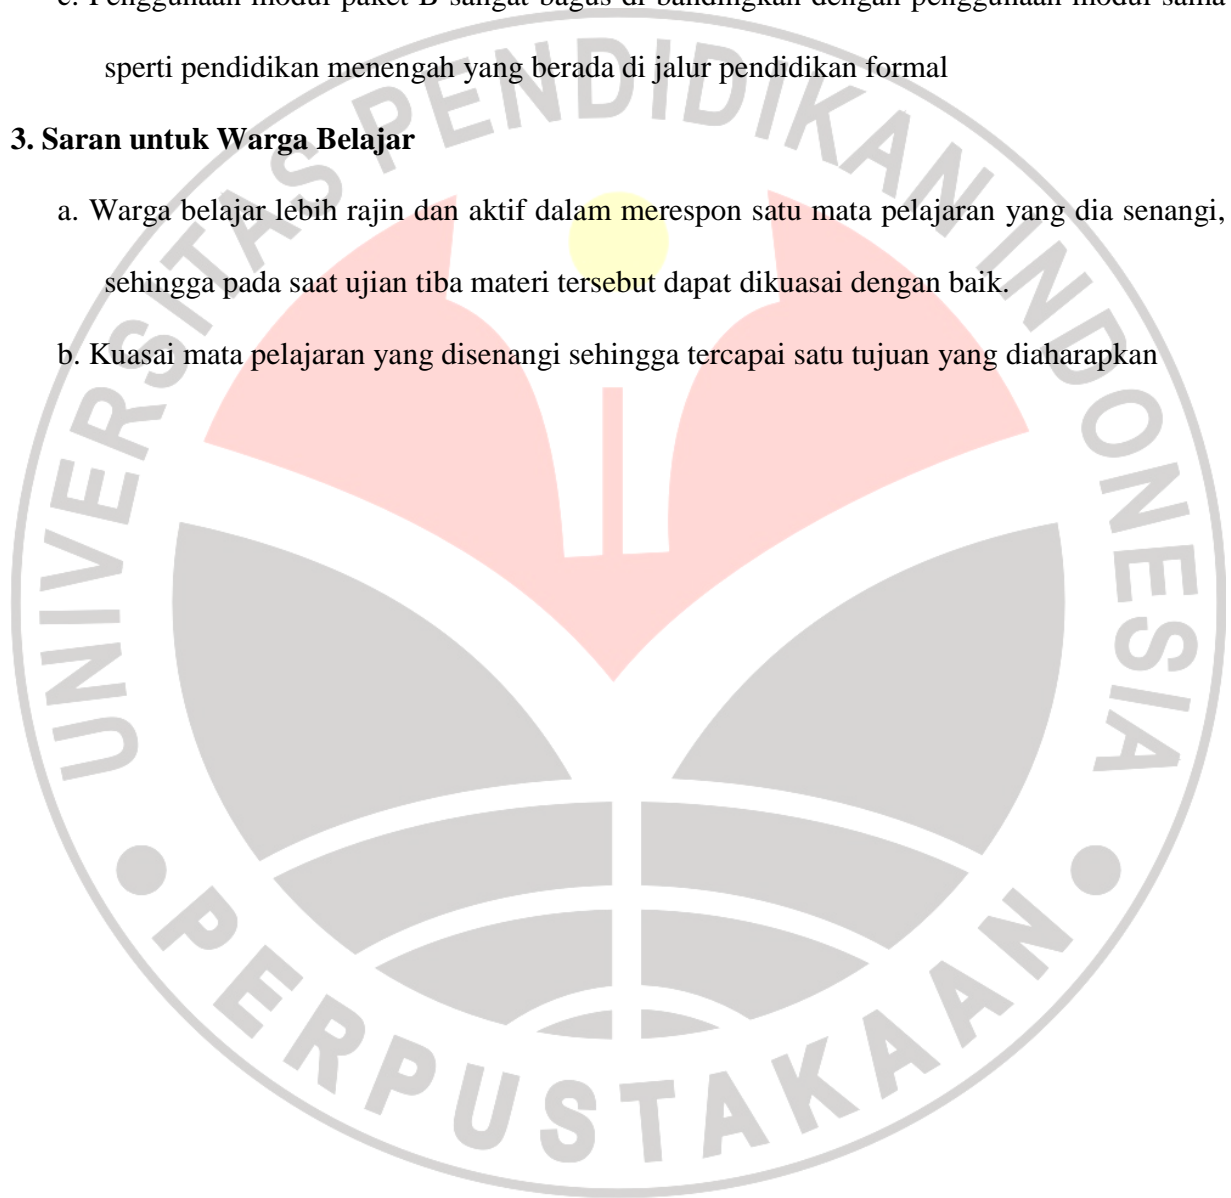 c. Penggunaan modul paket B sangat bagus di bandingkan dengan penggunaan modul sama
sperti pendidikan menengah yang berada di jalur pendidikan formal
3. Saran untuk Warga Belajar
a. Warga belajar lebih rajin dan aktif dalam merespon satu mata pelajaran yang dia senangi,
sehingga pada saat ujian tiba materi tersebut dapat dikuasai dengan baik.
b. Kuasai mata pelajaran yang disenangi sehingga tercapai satu tujuan yang diaharapkan
UNIVERSITAS PENDIDIKAN INDONESIA
PERPUSTAKAAN